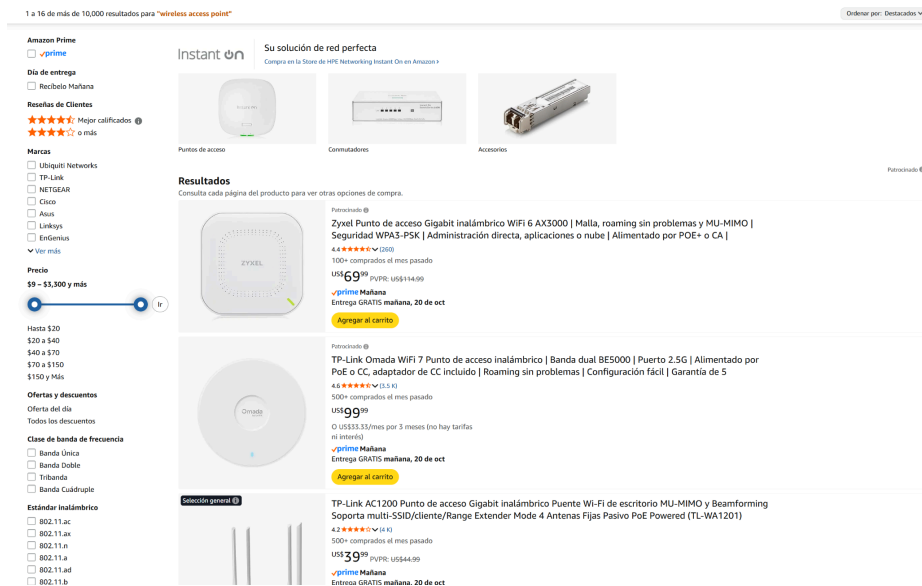 1 a 16 de más de 10,000 resultados para "wireless access point"
Ordenar por: Destacados
Amazon Prime
prime
Día de entrega
Recíbelo Mañana
Reseñas de Clientes
Mejor calificados
o más
Marcas
Ubiquiti Networks
TP-Link
NETGEAR
Cisco
Asus
Linksys
EnGenius
Ver más
Precio
$9 – $3,300 y más
Ir
Hasta $20
$20 a $40
$40 a $70
$70 a $150
$150 y Más
Ofertas y descuentos
Oferta del día
Todos los descuentos
Clase de banda de frecuencia
Banda Única
Banda Doble
Tribanda
Banda Cuádruple
Estándar inalámbrico
802.11.ac
802.11.ax
802.11.n
802.11.a
802.11.ad
802.11.b
Instant on
Su solución de red perfecta
Compra en la Store de HPE Networking Instant On en Amazon ›
Puntos de acceso
Conmutadores
Accesorios
Patrocinado
Resultados
Consulta cada página del producto para ver otras opciones de compra.
ZYXEL
Patrocinado
Zyxel Punto de acceso Gigabit inalámbrico WiFi 6 AX3000 | Malla, roaming sin problemas y MU-MIMO |
Seguridad WPA3-PSK | Administración directa, aplicaciones o nube | Alimentado por POE+ o CA |
4.4 (260)
100+ comprados el mes pasado
US$69.99 PVPR: US$114.99
prime Mañana
Entrega GRATIS mañana, 20 de oct
Agregar al carrito
Omada
Patrocinado
TP-Link Omada WiFi 7 Punto de acceso inalámbrico | Banda dual BE5000 | Puerto 2.5G | Alimentado por
PoE o CC, adaptador de CC incluido | Roaming sin problemas | Configuración fácil | Garantía de 5
4.6 (3,5 K)
500+ comprados el mes pasado
US$99.99
O US$33.33/mes por 3 meses (no hay tarifas
ni interés)
prime Mañana
Entrega GRATIS mañana, 20 de oct
Agregar al carrito
Selección general
TP-Link AC1200 Punto de acceso Gigabit inalámbrico Puente Wi-Fi de escritorio MU-MIMO y Beamforming
Soporta multi-SSID/cliente/Range Extender Mode 4 Antenas Fijas Pasivo PoE Powered (TL-WA1201)
4.2 (4 K)
500+ comprados el mes pasado
US$39.99 PVPR: US$44.99
prime Mañana
Entrega GRATIS mañana, 20 de oct